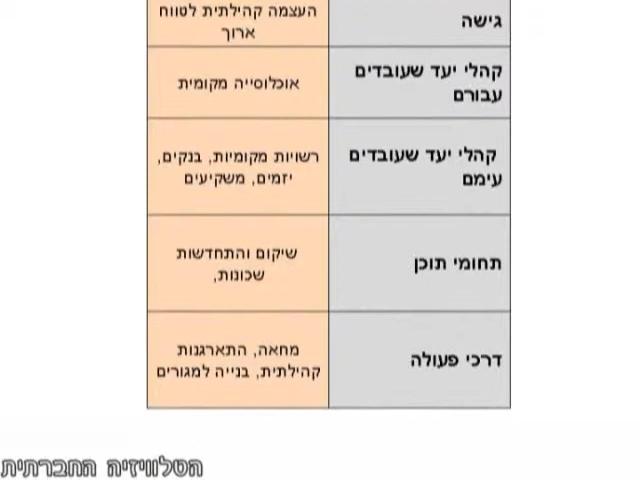 גישה
העצמה קהילתית לטווח
ארוך
קהלי יעד שעובדים
עבורם
אוכלוסייה מקומית
קהלי יעד שעובדים
עימם
רשויות מקומיות, בנקים,
יזמים, משקיעים
תחומי תוכן
שיקום והתחדשות
שכונות,
דרכי פעולה
מחאה, התארגנות
קהילתית, בנייה למגורים
הטלוויזיה החברתית